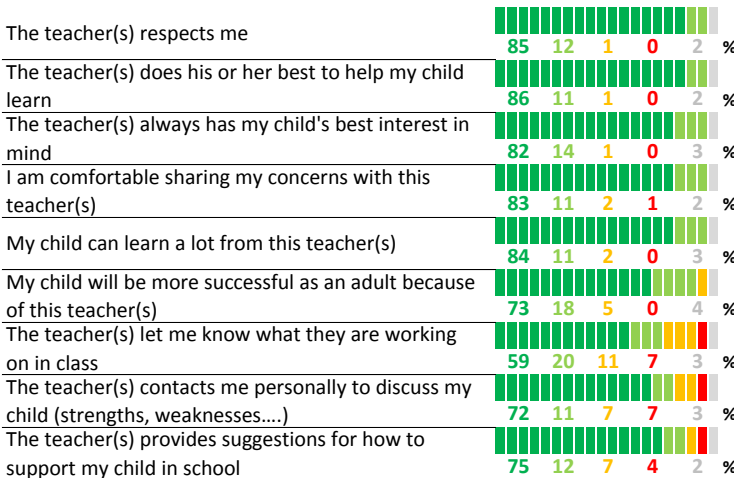 The teacher(s) respects me
85 12 1 0 2 %
The teacher(s) does his or her best to help my child
learn
86 11 1 0 2 %
The teacher(s) always has my child's best interest in
mind
82 14 1 0 3 %
I am comfortable sharing my concerns with this
teacher(s)
83 11 2 1 2 %
My child can learn a lot from this teacher(s)
84 11 2 0 3 %
My child will be more successful as an adult because
of this teacher(s)
73 18 5 0 4 %
The teacher(s) let me know what they are working
on in class
59 20 11 7 3 %
The teacher(s) contacts me personally to discuss my
child (strengths, weaknesses....)
72 11 7 7 3 %
The teacher(s) provides suggestions for how to
support my child in school
75 12 7 4 2 %